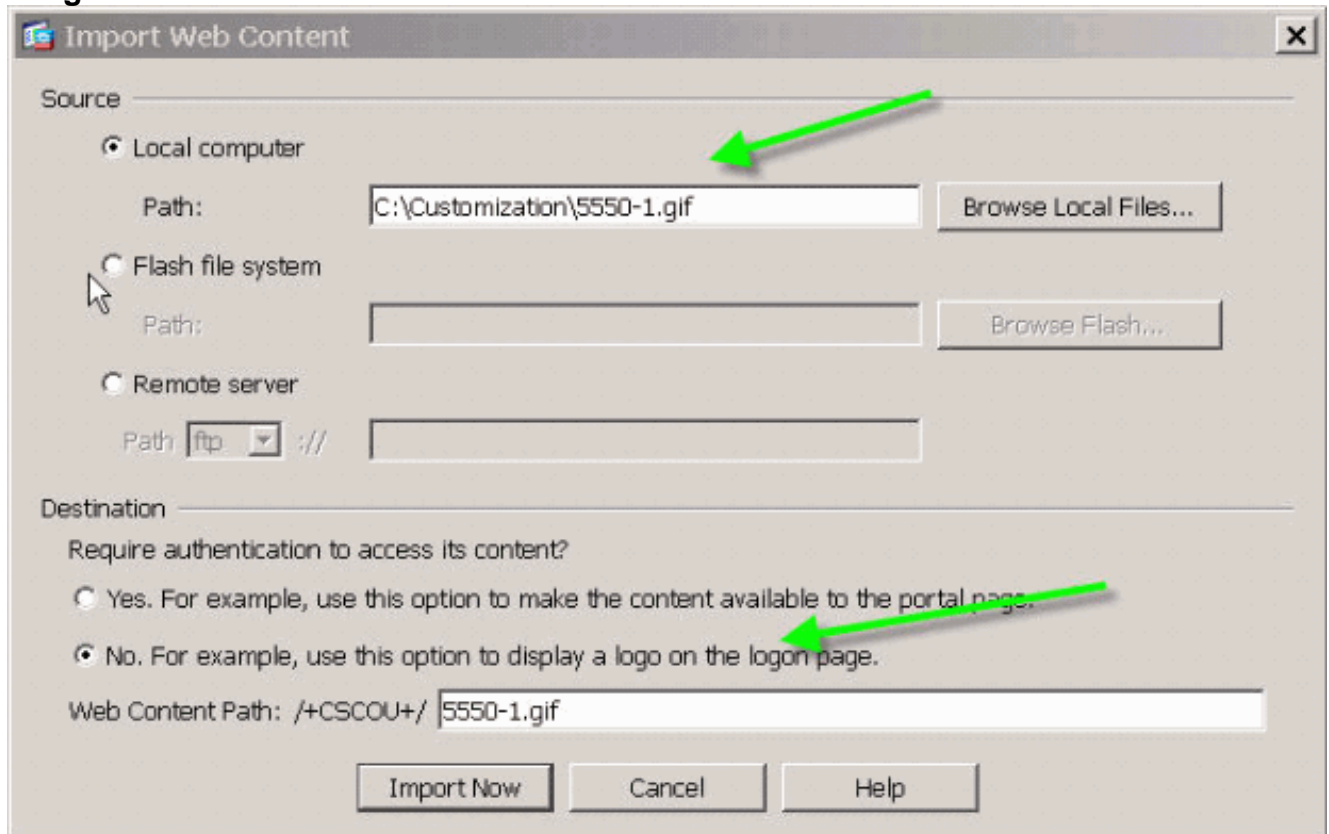 Import Web Content
Source
Local computer
Path: C:\Customization\5550-1.gif Browse Local Files...
Flash file system
Path: Browse Flash...
Remote server
Path ftp ://
Destination
Require authentication to access its content?
Yes. For example, use this option to make the content available to the portal page.
No. For example, use this option to display a logo on the logon page.
Web Content Path: /+CSCOU+/ 5550-1.gif
Import Now Cancel Help